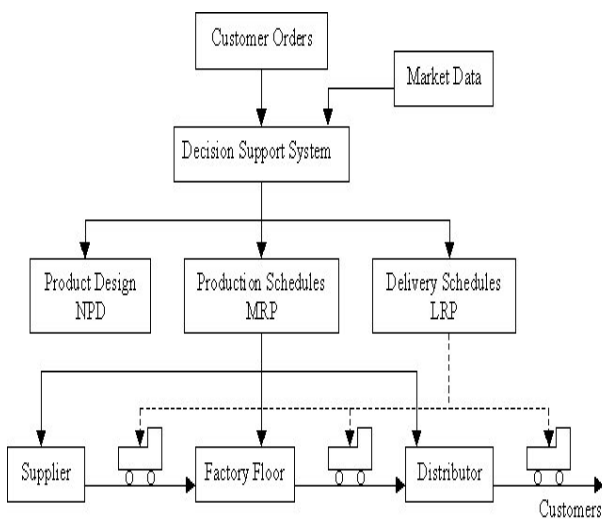 Customer Orders
Market Data
Decision Support System
Product Design
NPD
Production Schedules
MRP
Delivery Schedules
LRP
Supplier
Factory Floor
Distributor
Customers